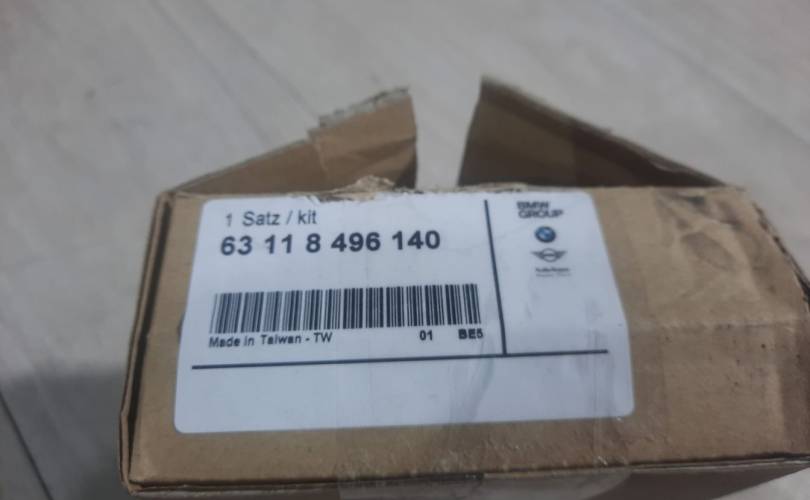 1 Satz / kit
63 11 8 496 140
Made in Taiwan - TW 01 BE5
BMW
GROUP